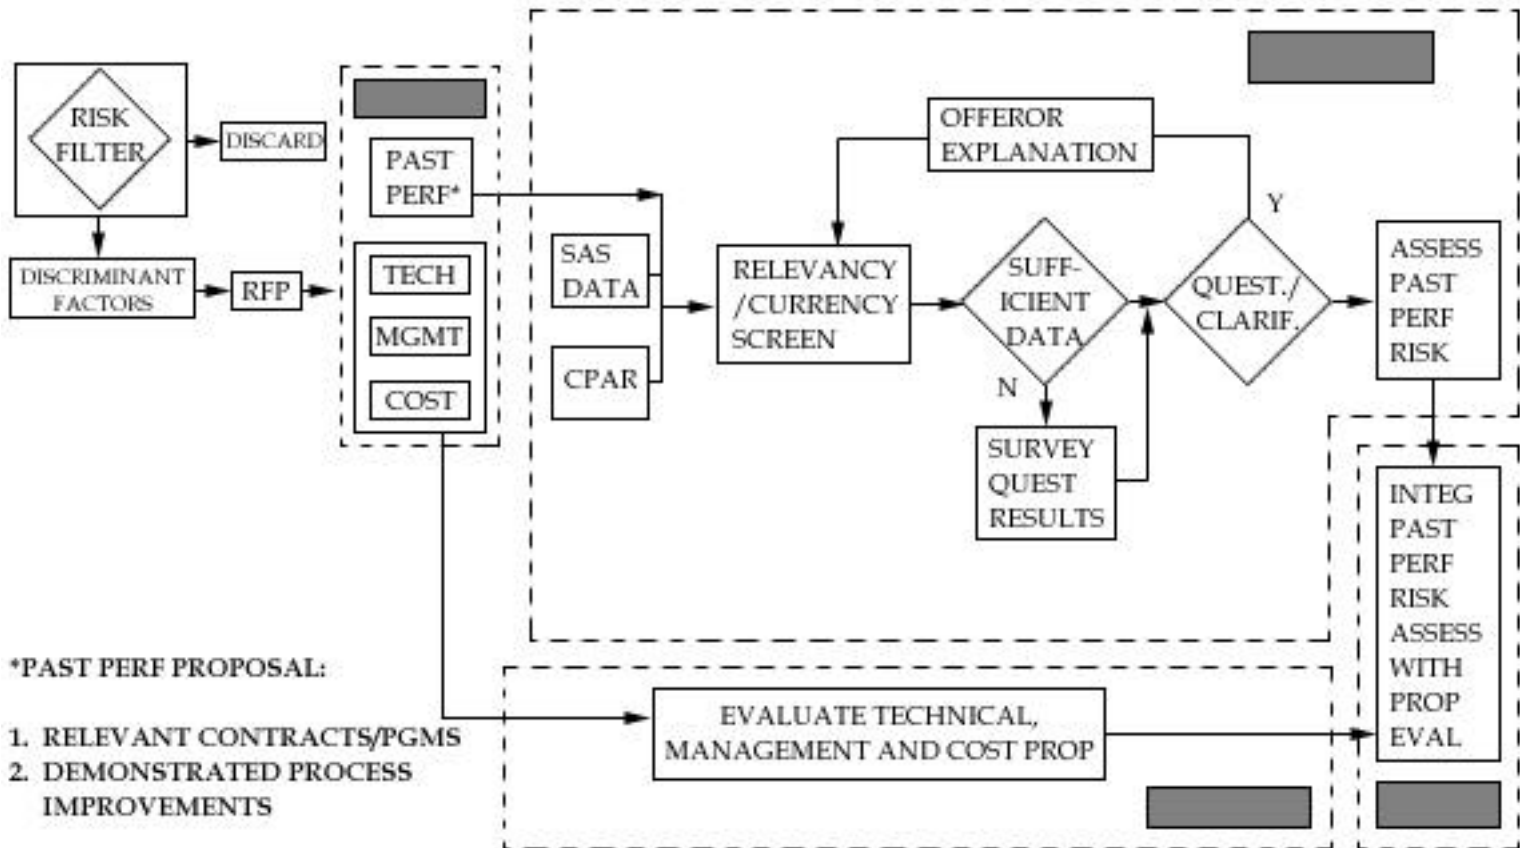 RISK
FILTER
DISCARD
DISCRIMINANT
FACTORS
RFP
PAST
PERF*
TECH
MGMT
COST
SAS
DATA
CPAR
OFFEROR
EXPLANATION
RELEVANCY
/CURRENCY
SCREEN
SUFF-
ICIENT
DATA
N
SURVEY
QUEST
RESULTS
Y
QUEST./
CLARIF.
ASSESS
PAST
PERF
RISK
INTEG
PAST
PERF
RISK
ASSESS
WITH
PROP
EVAL
EVALUATE TECHNICAL,
MANAGEMENT AND COST PROP
*PAST PERF PROPOSAL:
1. RELEVANT CONTRACTS/PGMS
2. DEMONSTRATED PROCESS
IMPROVEMENTS